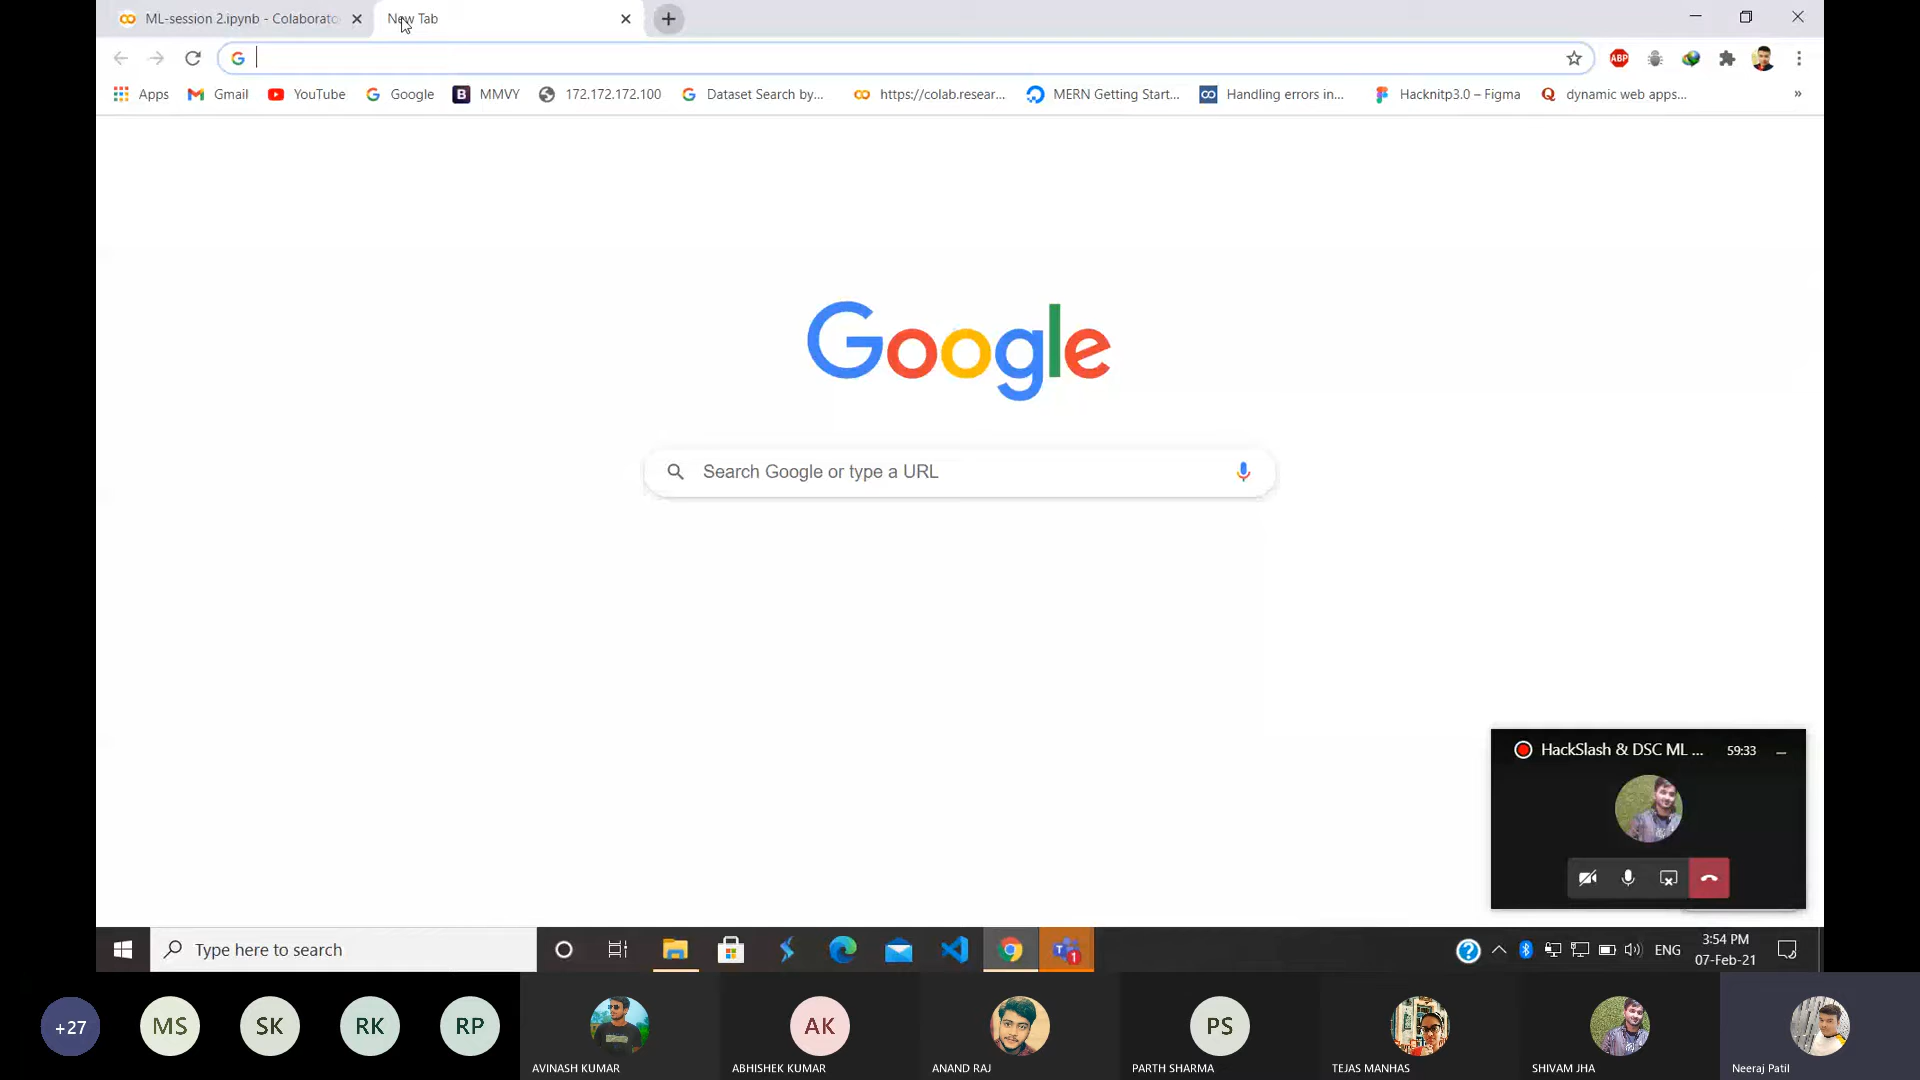 ML-session 2.ipynb - Colaborato
New Tab
Apps
Gmail
YouTube
Google
B
MMVY
172.172.172.100
Dataset Search by...
https://colab.resear...
MERN Getting Start...
Handling errors in...
Hacknitp3.0 – Figma
dynamic web apps...
»
ABP
Google
Search Google or type a URL
HackSlash & DSC ML ...
59:33
Type here to search
1
ENG
3:54 PM
07-Feb-21
+27
MS
SK
RK
RP
AVINASH KUMAR
AK
ABHISHEK KUMAR
ANAND RAJ
PS
PARTH SHARMA
TEJAS MANHAS
SHIVAM JHA
Neeraj Patil